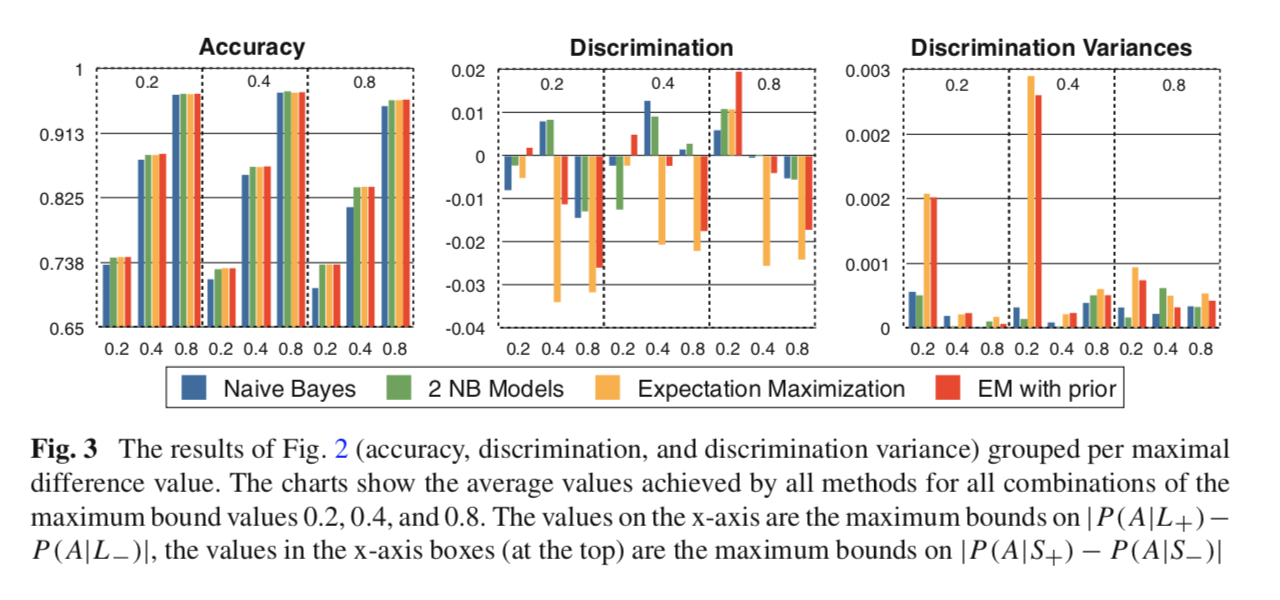 Accuracy
Discrimination
Discrimination Variances
1
0.913
0.825
0.738
0.65
0.2
0.4
0.8
0.2 0.4 0.8 0.2 0.4 0.8 0.2 0.4 0.8
0.02
0.01
0
-0.01
-0.02
-0.03
-0.04
0.2
0.4
0.8
0.2 0.4 0.8 0.2 0.4 0.8 0.2 0.4 0.8
0.003
0.002
0.002
0.001
0
0.2
0.4
0.8
0.2 0.4 0.8 0.2 0.4 0.8 0.2 0.4 0.8
Naive Bayes 2 NB Models Expectation Maximization EM with prior
Fig. 3 The results of Fig. 2 (accuracy, discrimination, and discrimination variance) grouped per maximal
difference value. The charts show the average values achieved by all methods for all combinations of the
maximum bound values 0.2, 0.4, and 0.8. The values on the x-axis are the maximum bounds on |P(A|L+) −
P(A|L−)|, the values in the x-axis boxes (at the top) are the maximum bounds on |P(A|S+) − P(A|S−)|